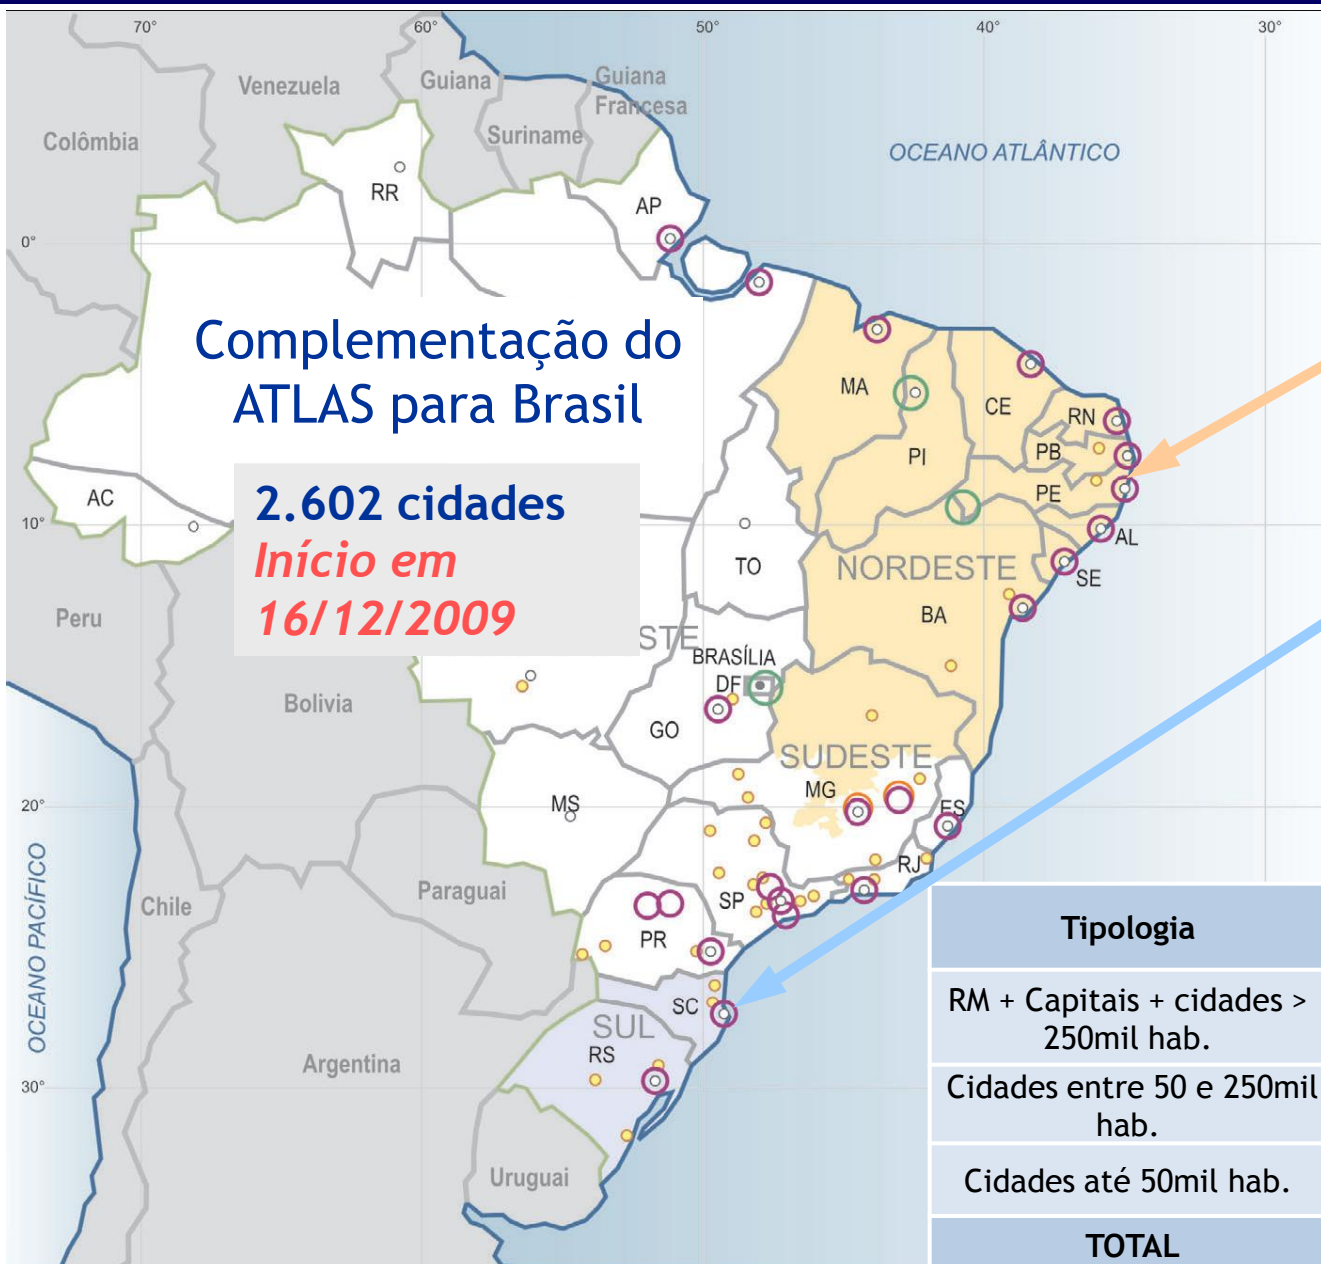 70°
60°
50°
40°
30°
Venezuela
Guiana
Guiana
Francesa
Suriname
Colômbia
OCEANO ATLÂNTICO
RR
AP
0°
Complementação do
ATLAS para Brasil
MA
CE
RN
PB
PI
PE
AC
2.602 cidades
Início em
16/12/2009
10°
AL
TO
NORDESTE
SE
Peru
BA
STE
BRASÍLIA
DF
Bolivia
GO
SUDESTE
MG
MS
ES
20°
OCEANO PACÍFICO
RJ
Paraguai
Chile
SP
PR
SC
SUL
RS
Argentina
30°
Uruguai
Tipologia
RM + Capitais + cidades >
250mil hab.
Cidades entre 50 e 250mil
hab.
Cidades até 50mil hab.
TOTAL